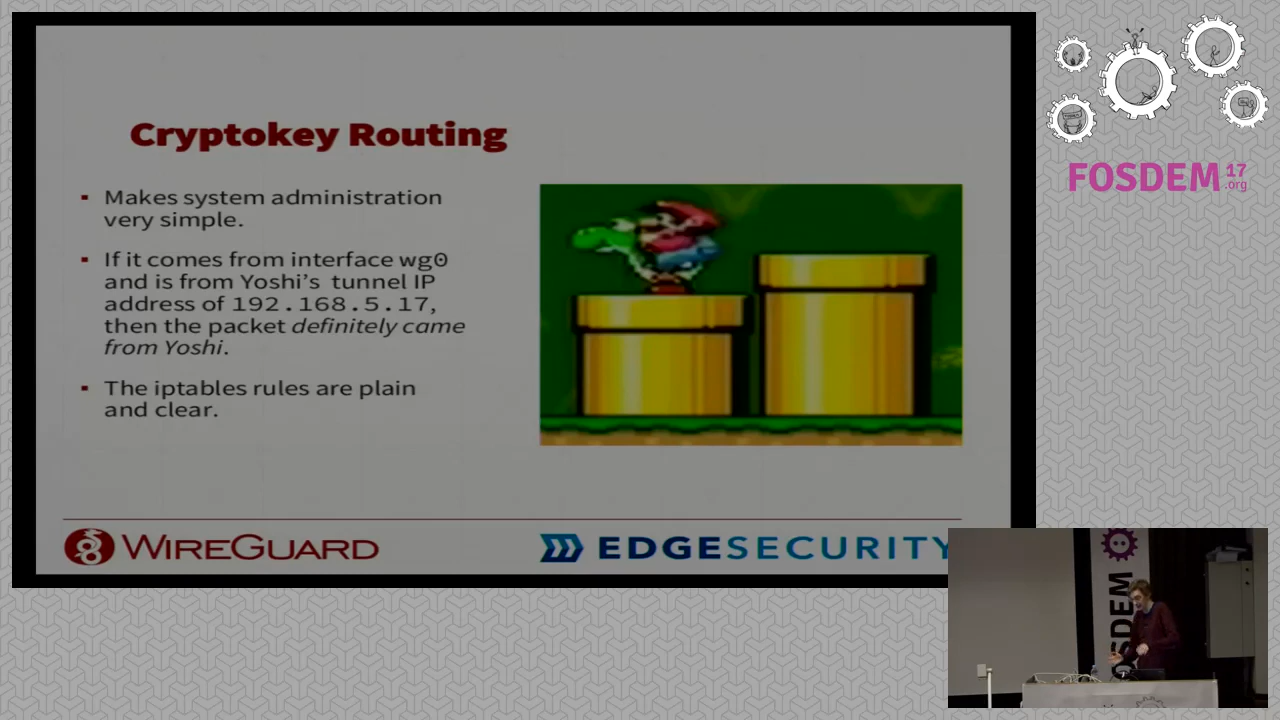 Cryptokey Routing
▪ Makes system administration
very simple.
▪ If it comes from interface wg0
and is from Yoshi’s tunnel IP
address of 192.168.5.17,
then the packet definitely came
from Yoshi.
▪ The iptables rules are plain
and clear.
WIREGUARD
EDGESECURITY
FOSDEM 17
.org
OSDEM